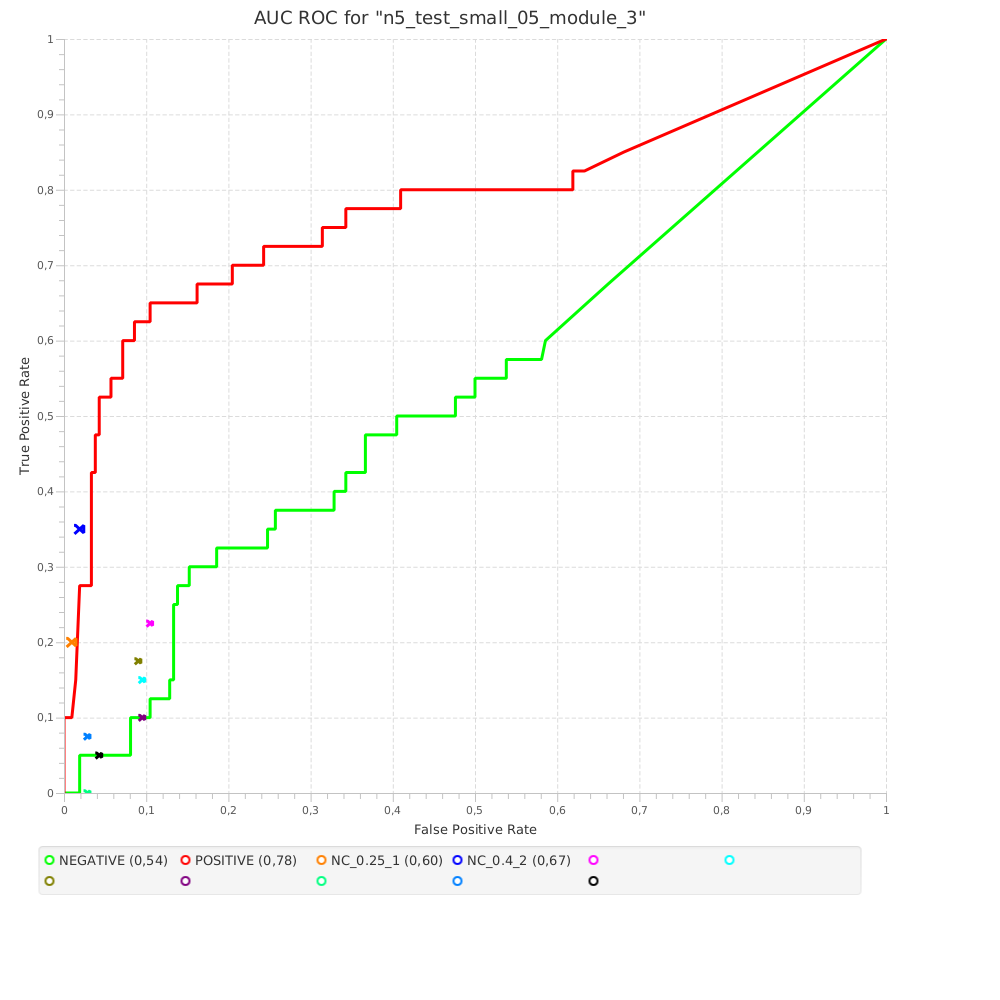 AUC ROC for "n5_test_small_05_module_3"
1
0,9
0,8
0,7
0,6
0,5
0,4
0,3
0,2
0,1
0
True Positive Rate
0 0,1 0,2 0,3 0,4 0,5 0,6 0,7 0,8 0,9 1
False Positive Rate
NEGATIVE (0,54) POSITIVE (0,78) NC_0.25_1 (0,60) NC_0.4_2 (0,67)